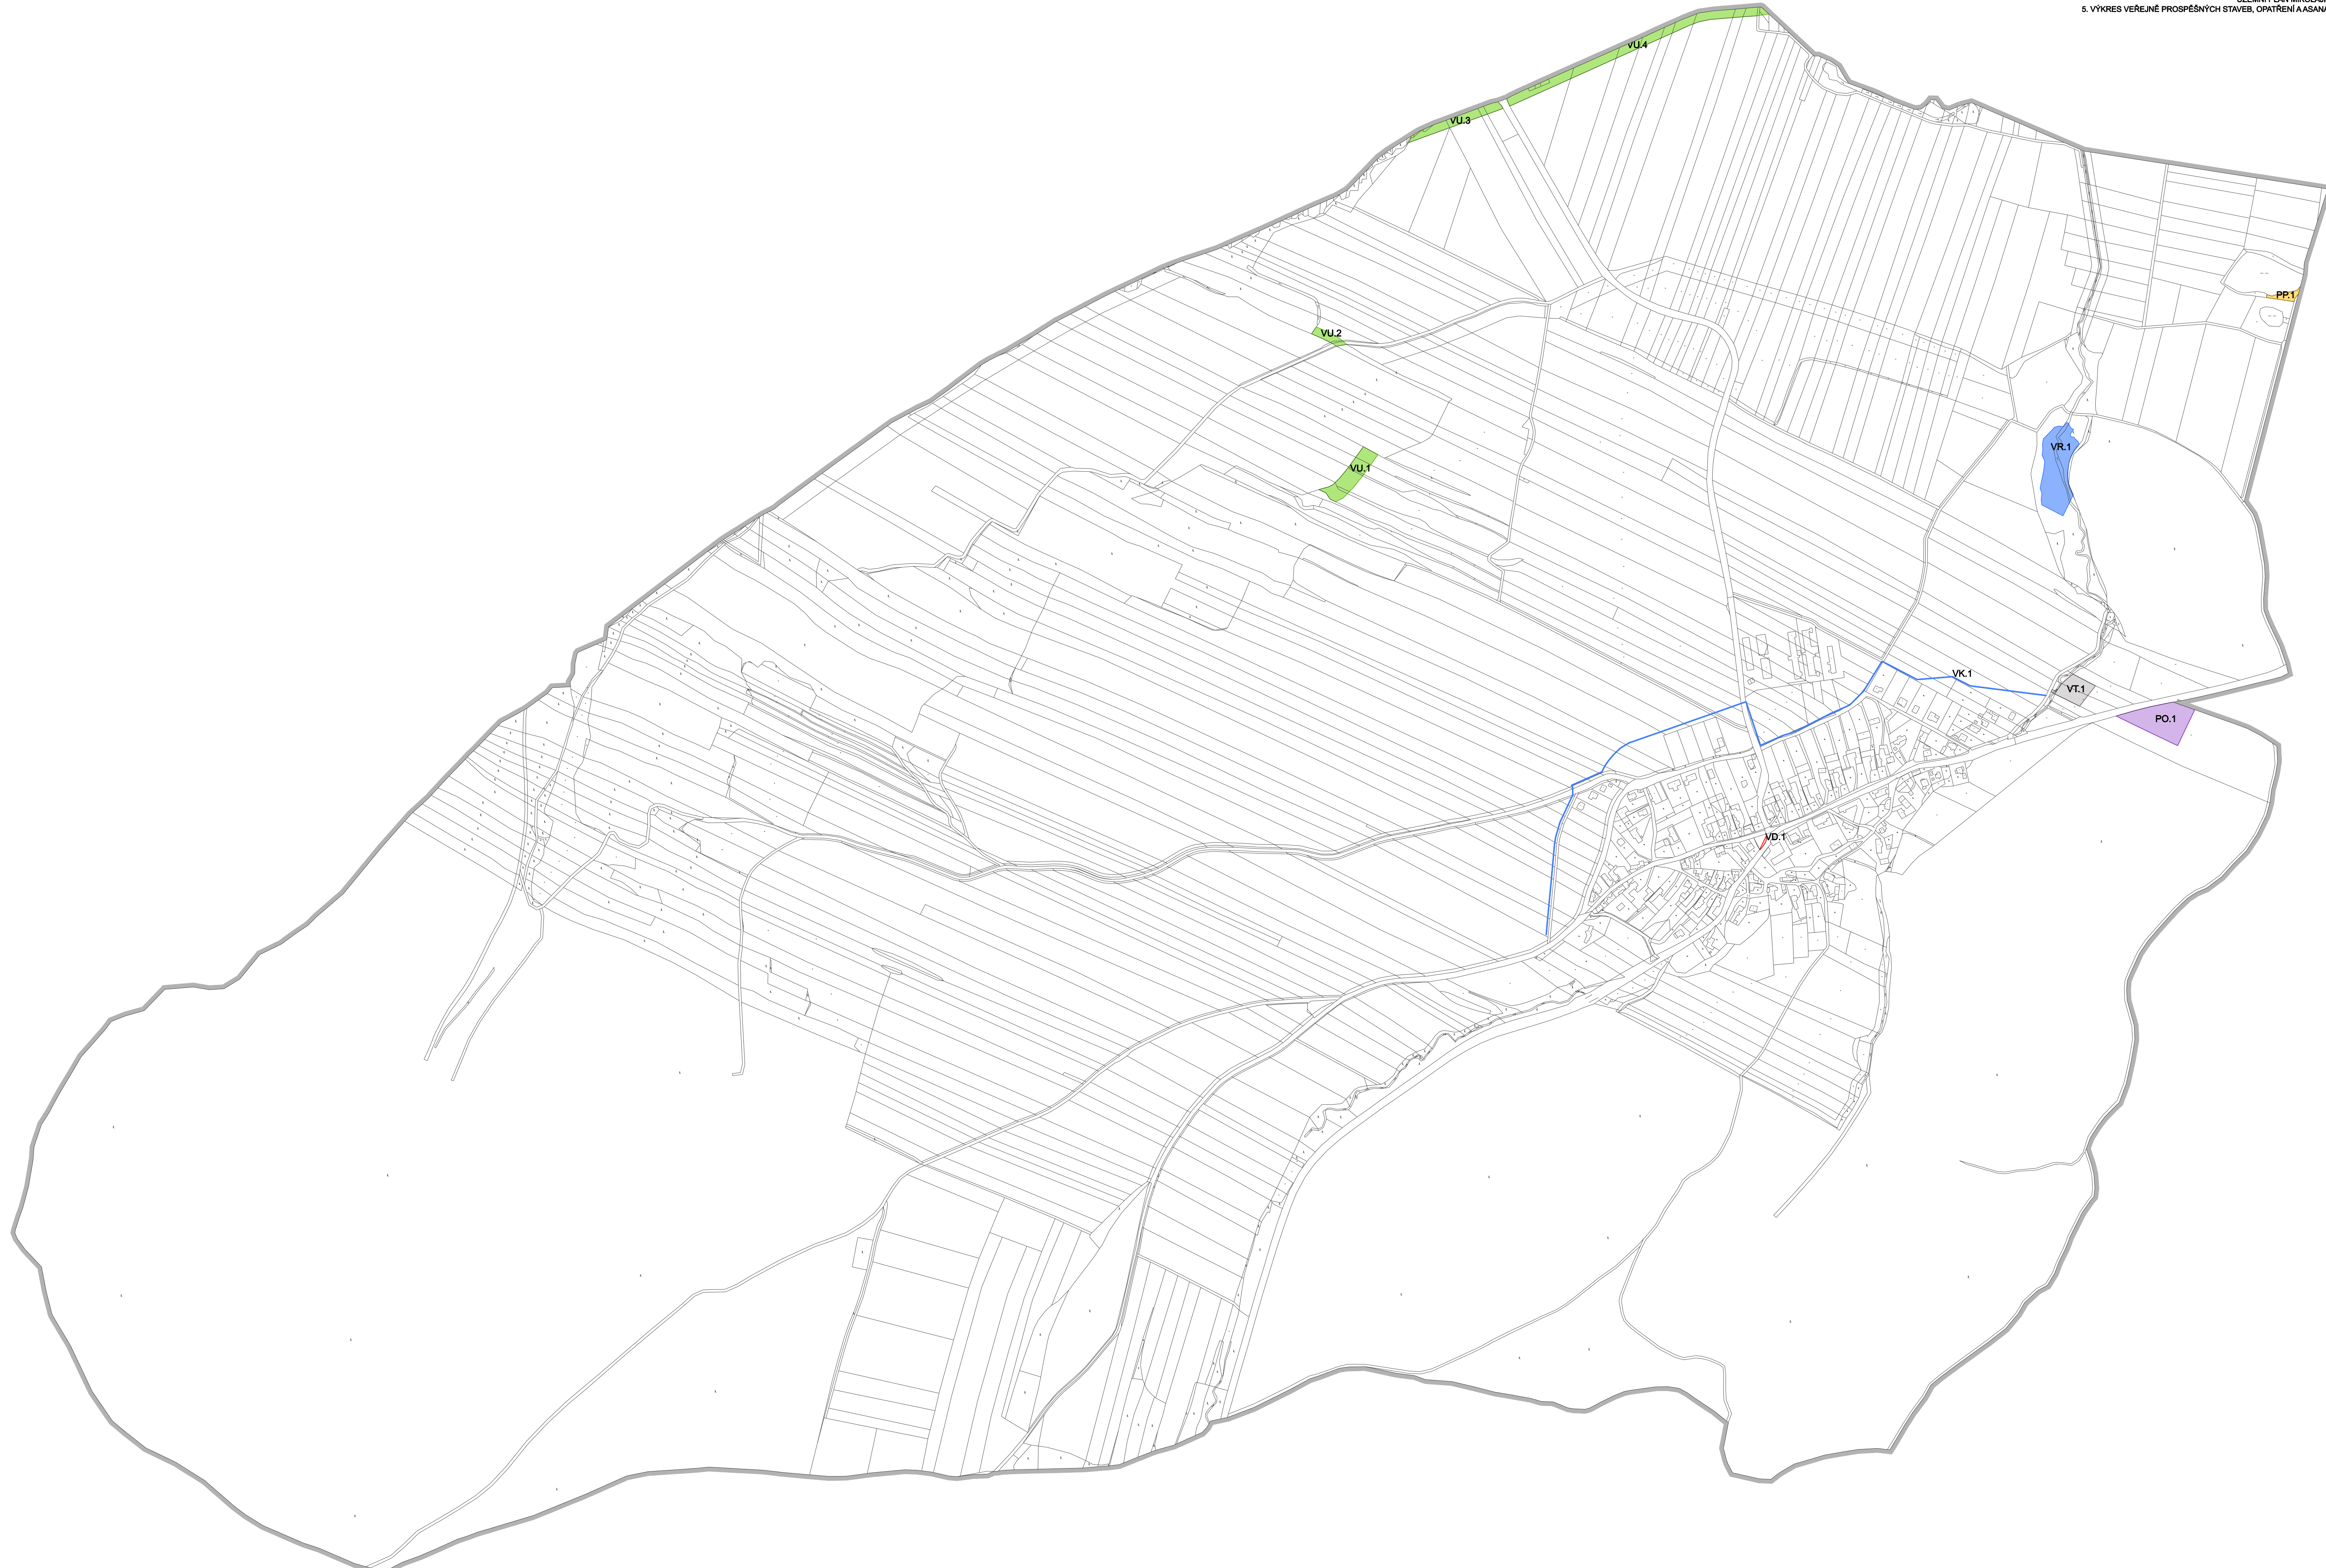 5. VÝKRES VEŘEJNĚ PROSPĚŠNÝCH STAVEB, OPATŘENÍ A ASANA
VU.4
VU.3
PP.1
VU.2
VR.1
VU.1
VK.1
VT.1
PO.1
VD.1